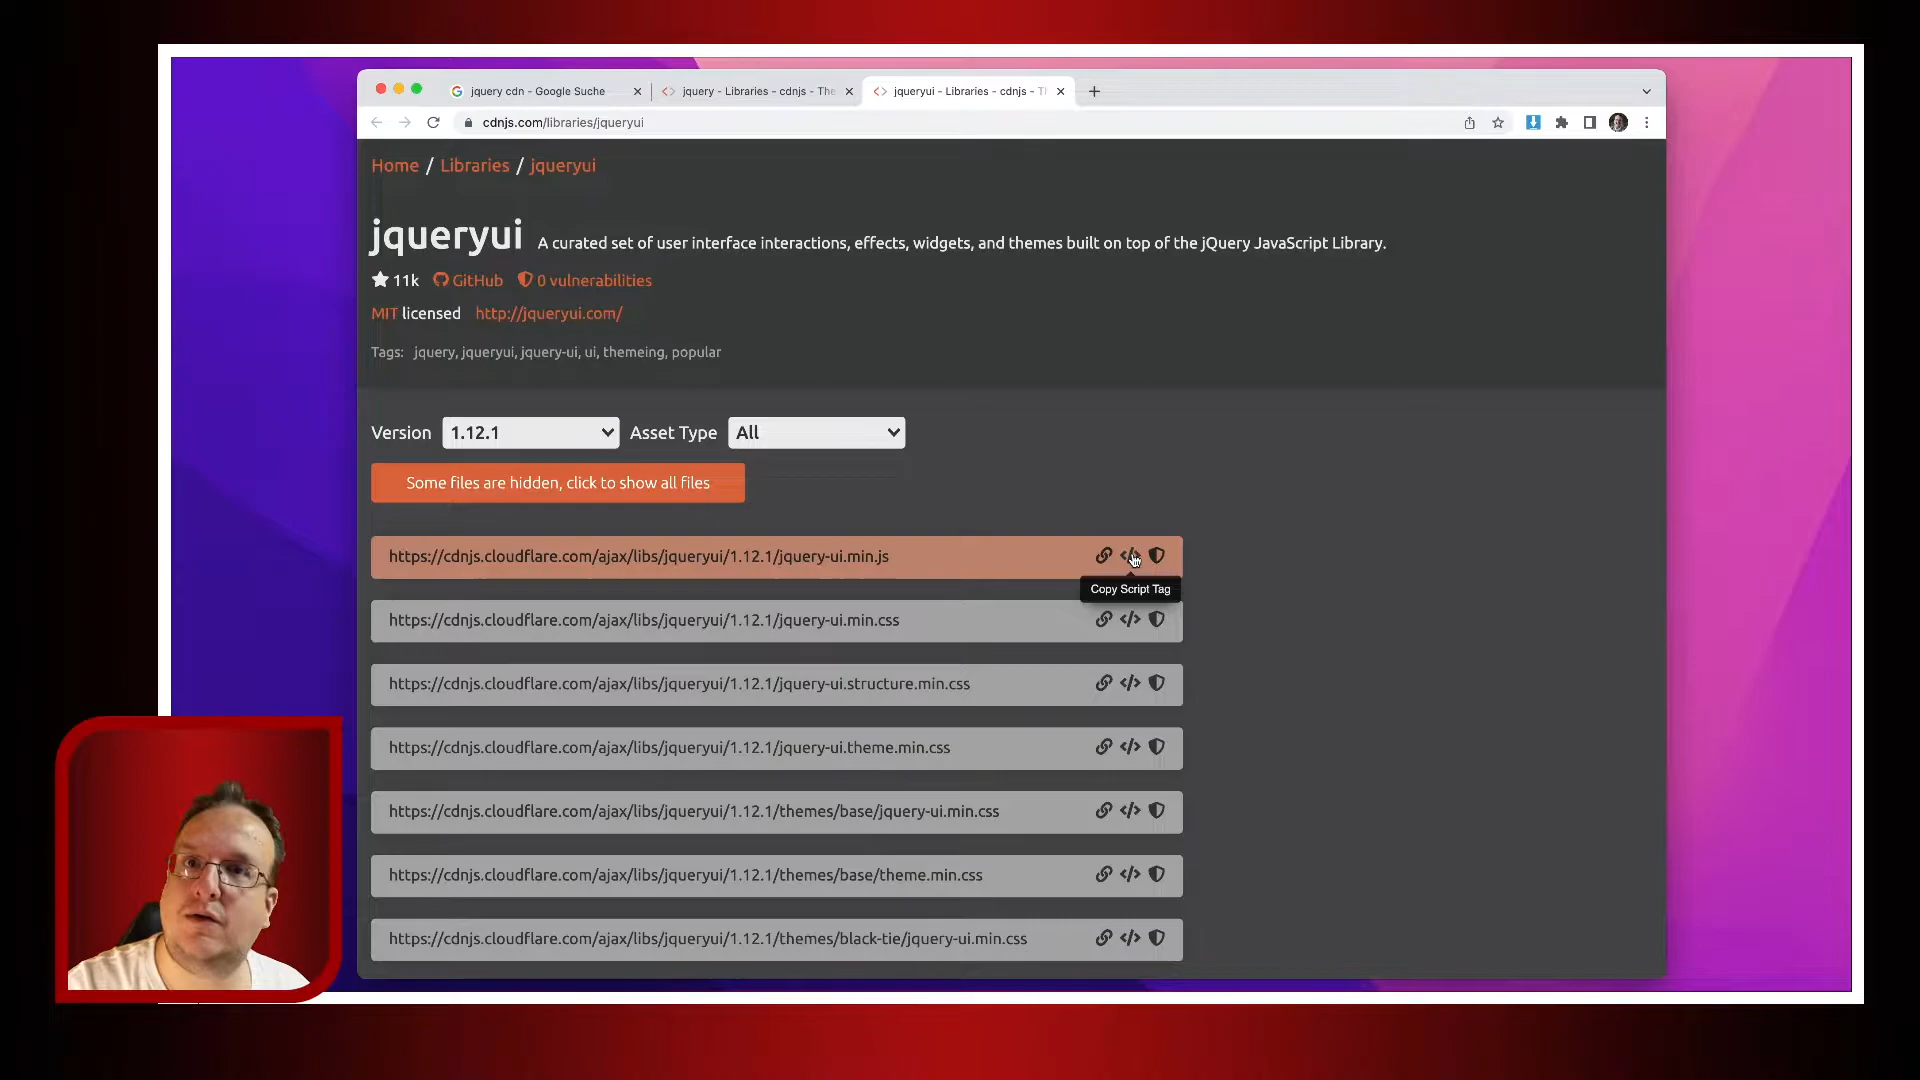 jquery cdn - Google Suche
jquery - Libraries - cdnjs - The
jqueryui - Libraries - cdnjs - Th
cdnjs.com/libraries/jqueryui
Home / Libraries / jqueryui
jqueryui A curated set of user interface interactions, effects, widgets, and themes built on top of the jQuery JavaScript Library.
11k GitHub 0 vulnerabilities
MIT licensed http://jqueryui.com/
Tags: jquery, jqueryui, jquery-ui, ui, themeing, popular
Version 1.12.1 Asset Type All
Some files are hidden, click to show all files
https://cdnjs.cloudflare.com/ajax/libs/jqueryui/1.12.1/jquery-ui.min.js
Copy Script Tag
https://cdnjs.cloudflare.com/ajax/libs/jqueryui/1.12.1/jquery-ui.min.css
https://cdnjs.cloudflare.com/ajax/libs/jqueryui/1.12.1/jquery-ui.structure.min.css
https://cdnjs.cloudflare.com/ajax/libs/jqueryui/1.12.1/jquery-ui.theme.min.css
https://cdnjs.cloudflare.com/ajax/libs/jqueryui/1.12.1/themes/base/jquery-ui.min.css
https://cdnjs.cloudflare.com/ajax/libs/jqueryui/1.12.1/themes/base/theme.min.css
https://cdnjs.cloudflare.com/ajax/libs/jqueryui/1.12.1/themes/black-tie/jquery-ui.min.css